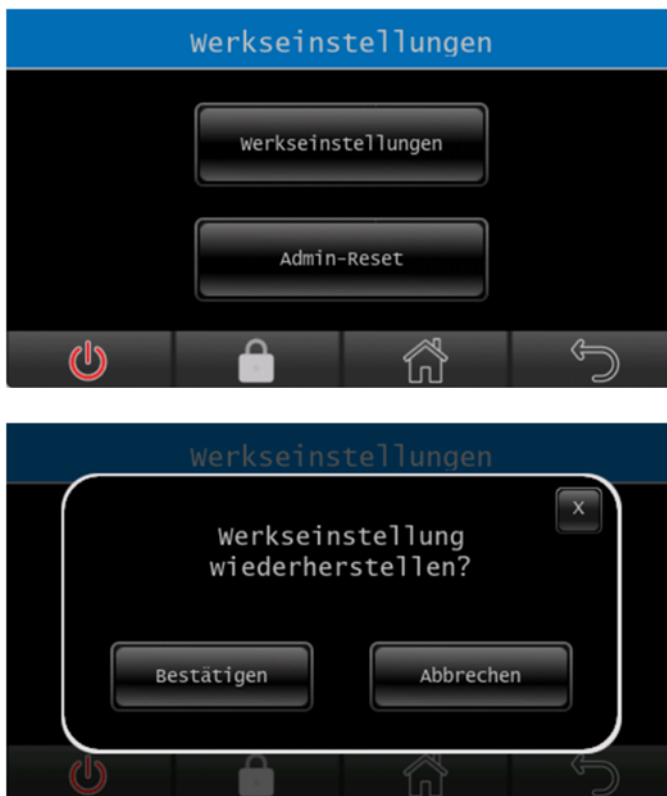 Werkseinstellungen
Werkseinstellungen
Admin-Reset
Werkseinstellungen
X
Werkseinstellung
wiederherstellen?
Bestätigen
Abbrechen